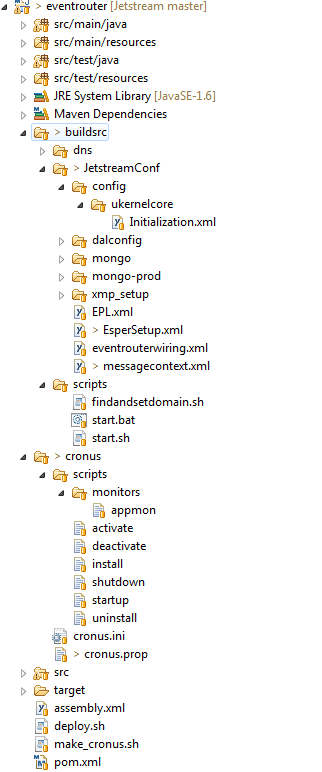 > eventrouter [Jetstream master]
src/main/java
src/main/resources
src/test/java
src/test/resources
JRE System Library [JavaSE-1.6]
Maven Dependencies
> buildsrc
dns
> JetstreamConf
> config
> ukernelcore
Initialization.xml
dalconfig
mongo
mongo-prod
> xmp_setup
EPL.xml
> EsperSetup.xml
eventrouterwiring.xml
> messagecontext.xml
scripts
findandsetdomain.sh
start.bat
start.sh
> cronus
scripts
monitors
appmon
activate
deactivate
install
shutdown
startup
uninstall
cronus.ini
> cronus.prop
src
target
assembly.xml
deploy.sh
make_cronus.sh
pom.xml